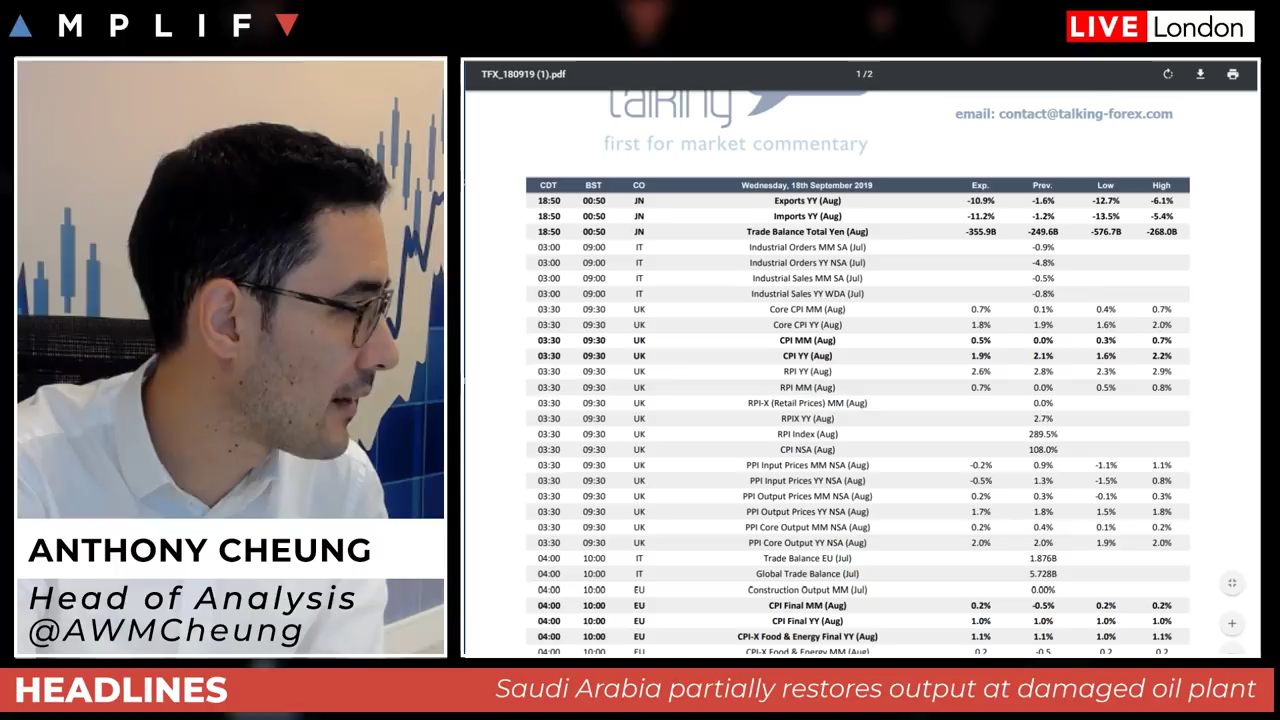 MPLIF
LIVE London
TFX_180919 (1).pdf 1 / 2
talking
email: contact@talking-forex.com
first for market commentary
CDT BST CO Wednesday, 18th September 2019 Exp. Prev. Low High
18:50 00:50 JN Exports YY (Aug) -10.9% -1.6% -12.7% -6.1%
18:50 00:50 JN Imports YY (Aug) -11.2% -1.2% -13.5% -5.4%
18:50 00:50 JN Trade Balance Total Yen (Aug) -355.9B -249.6B -576.7B -268.0B
03:00 09:00 IT Industrial Orders MM SA (Jul) -0.9%
03:00 09:00 IT Industrial Orders YY NSA (Jul) -4.8%
03:00 09:00 IT Industrial Sales MM SA (Jul) -0.5%
03:00 09:00 IT Industrial Sales YY WDA (Jul) -0.8%
03:30 09:30 UK Core CPI MM (Aug) 0.7% 0.1% 0.4% 0.7%
03:30 09:30 UK Core CPI YY (Aug) 1.8% 1.9% 1.6% 2.0%
03:30 09:30 UK CPI MM (Aug) 0.5% 0.0% 0.3% 0.7%
03:30 09:30 UK CPI YY (Aug) 1.9% 2.1% 1.6% 2.2%
03:30 09:30 UK RPI YY (Aug) 2.6% 2.8% 2.3% 2.9%
03:30 09:30 UK RPI MM (Aug) 0.7% 0.0% 0.5% 0.8%
03:30 09:30 UK RPI-X (Retail Prices) MM (Aug) 0.0%
03:30 09:30 UK RPIX YY (Aug) 2.7%
03:30 09:30 UK RPI Index (Aug) 289.5%
03:30 09:30 UK CPI NSA (Aug) 108.0%
03:30 09:30 UK PPI Input Prices MM NSA (Aug) -0.2% 0.9% -1.1% 1.1%
03:30 09:30 UK PPI Input Prices YY NSA (Aug) -0.5% 1.3% -1.5% 0.8%
03:30 09:30 UK PPI Output Prices MM NSA (Aug) 0.2% 0.3% -0.1% 0.3%
03:30 09:30 UK PPI Output Prices YY NSA (Aug) 1.7% 1.8% 1.5% 1.8%
03:30 09:30 UK PPI Core Output MM NSA (Aug) 0.2% 0.4% 0.1% 0.2%
03:30 09:30 UK PPI Core Output YY NSA (Aug) 2.0% 2.0% 1.9% 2.0%
04:00 10:00 IT Trade Balance EU (Jul) 1.876B
04:00 10:00 IT Global Trade Balance (Jul) 5.728B
04:00 10:00 EU Construction Output MM (Jul) 0.00%
04:00 10:00 EU CPI Final MM (Aug) 0.2% -0.5% 0.2% 0.2%
04:00 10:00 EU CPI Final YY (Aug) 1.0% 1.0% 1.0% 1.0%
04:00 10:00 EU CPI-X Food & Energy Final YY (Aug) 1.1% 1.1% 1.0% 1.1%
04:00 10:00 EU CPI-X Food & Energy MM (Aug) 0.2 -0.5 0.2 0.2
ANTHONY CHEUNG
Head of Analysis
@AWMCheung
HEADLINES Saudi Arabia partially restores output at damaged oil plant